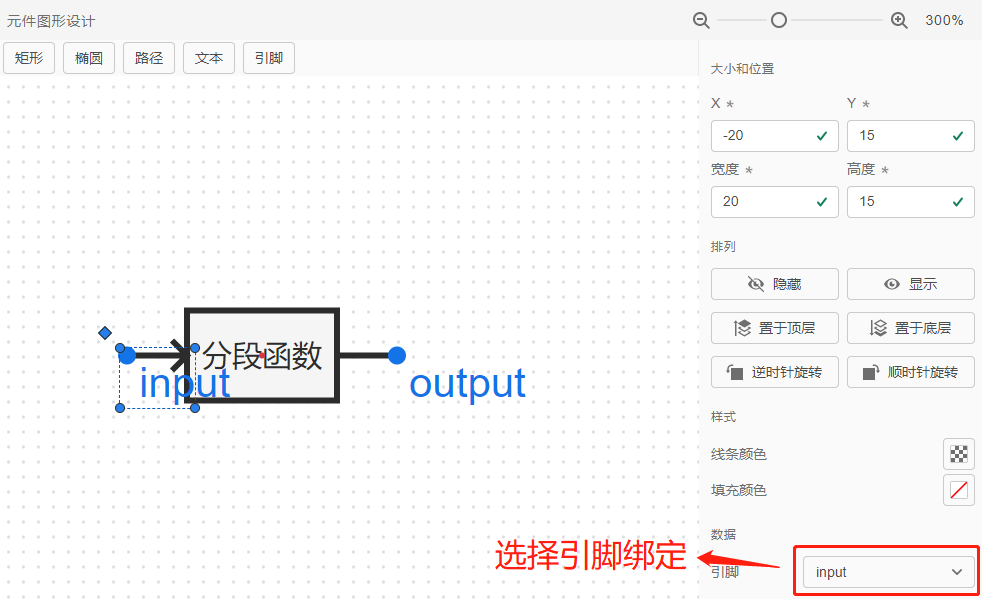 元件图形设计
300%
矩形
椭圆
路径
文本
引脚
大小和位置
X *
Y *
-20
15
宽度 *
高度 *
20
15
排列
隐藏
显示
置于顶层
置于底层
逆时针旋转
顺时针旋转
分段函数
input
output
样式
线条颜色
填充颜色
数据
选择引脚绑定
引脚
input